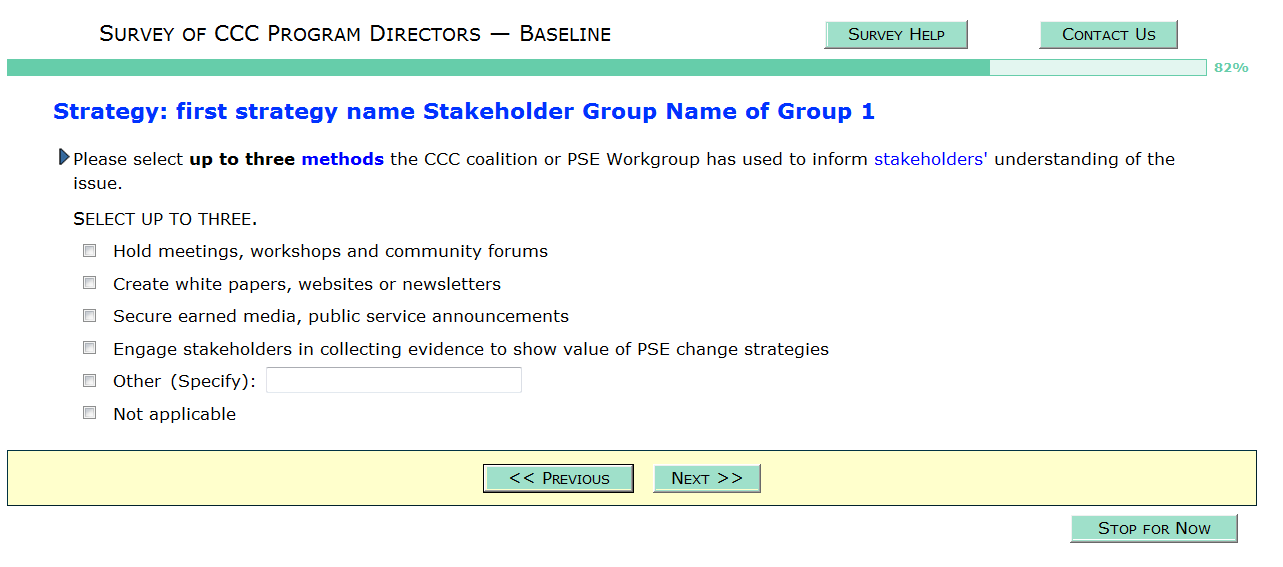 SURVEY OF CCC PROGRAM DIRECTORS — BASELINE
SURVEY HELP
CONTACT US
82%
Strategy: first strategy name Stakeholder Group Name of Group 1
Please select up to three methods the CCC coalition or PSE Workgroup has used to inform stakeholders' understanding of the
issue.
SELECT UP TO THREE.
Hold meetings, workshops and community forums
Create white papers, websites or newsletters
Secure earned media, public service announcements
Engage stakeholders in collecting evidence to show value of PSE change strategies
Other (Specify):
Not applicable
<< PREVIOUS
NEXT >>
STOP FOR NOW